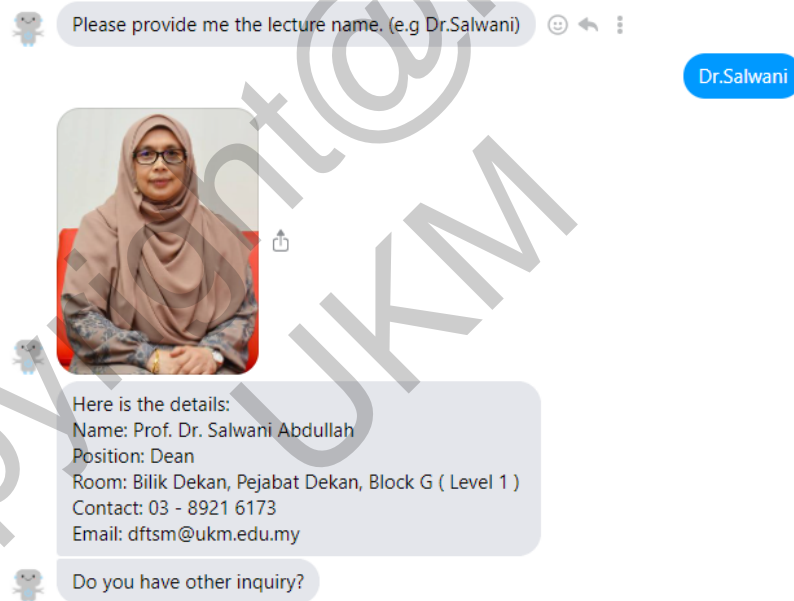 Please provide me the lecture name. (e.g Dr.Salwani)
Dr.Salwani
Here is the details:
Name: Prof. Dr. Salwani Abdullah
Position: Dean
Room: Bilik Dekan, Pejabat Dekan, Block G ( Level 1 )
Contact: 03 - 8921 6173
Email: dftsm@ukm.edu.my
Do you have other inquiry?
pyright@
UKM